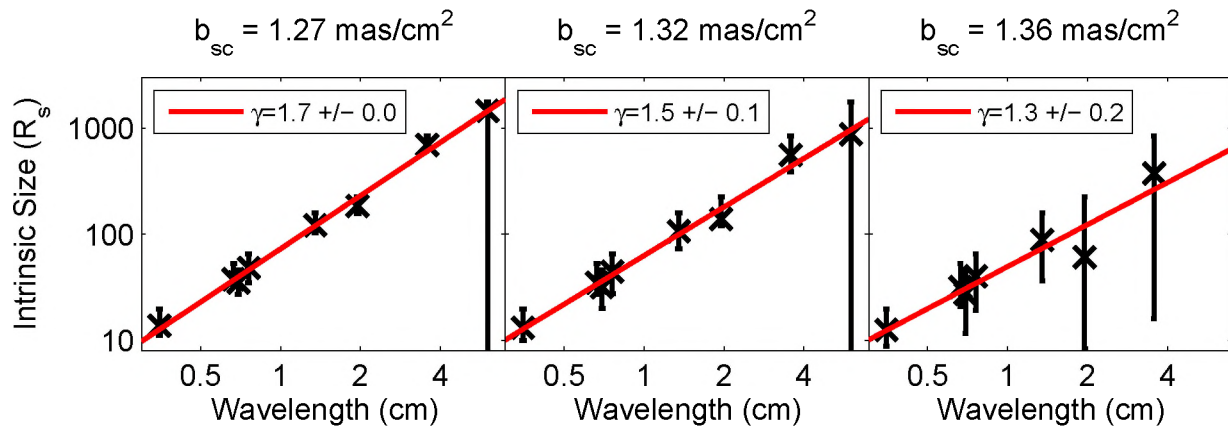 b_sc = 1.27 mas/cm²
b_sc = 1.32 mas/cm²
b_sc = 1.36 mas/cm²
Intrinsic Size (R_s)
1000
100
10
γ=1.7 +/− 0.0
γ=1.5 +/− 0.1
γ=1.3 +/− 0.2
0.5 1 2 4
0.5 1 2 4
0.5 1 2 4
Wavelength (cm)
Wavelength (cm)
Wavelength (cm)